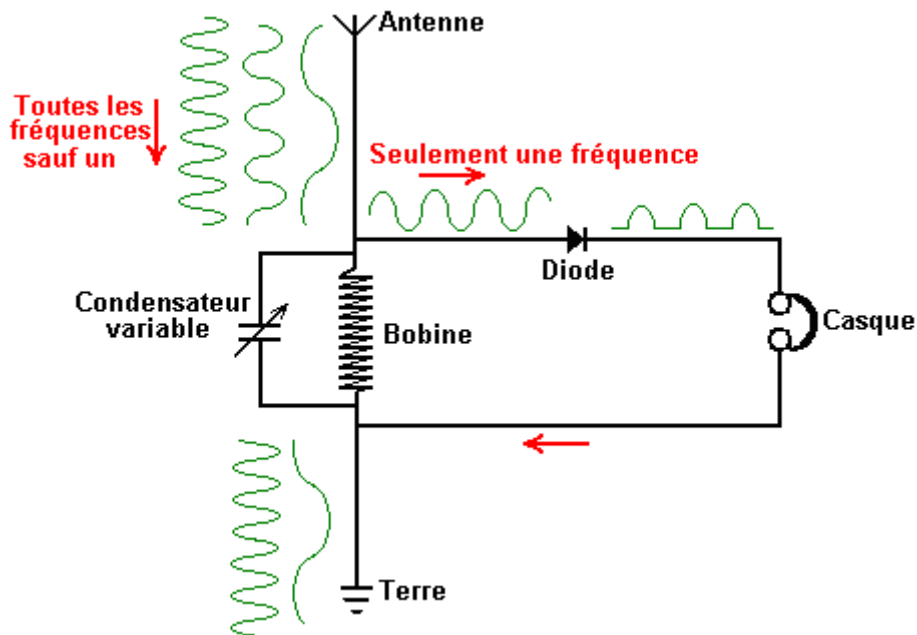 Antenne
Toutes les
fréquences
sauf un
Seulement une fréquence
Diode
Condensateur
variable
Bobine
Casque
Terre